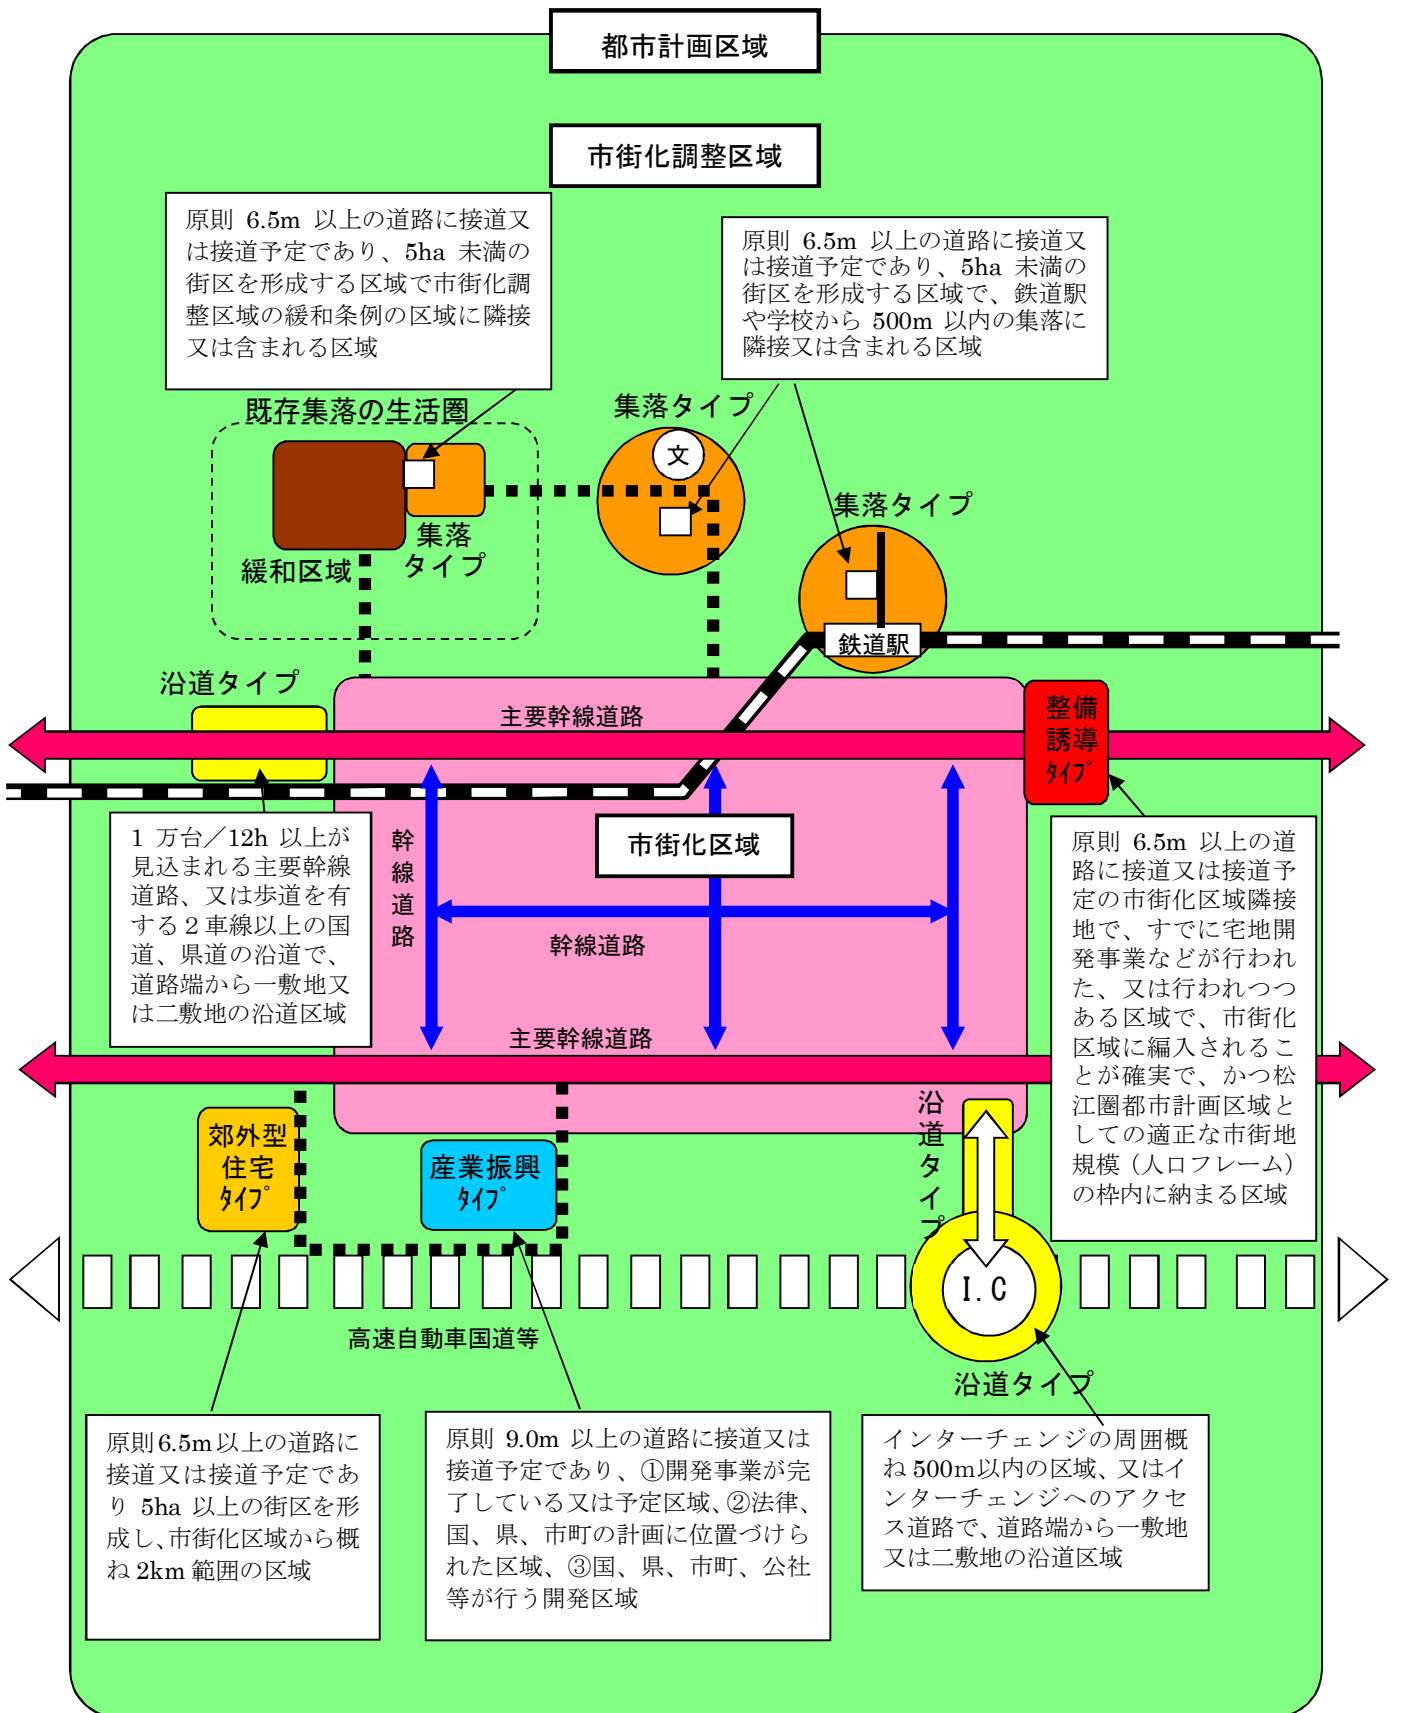 都市計画区域
市街化調整区域
原則 6.5m 以上の道路に接道又
は接道予定であり、5ha 未満の
街区を形成する区域で市街化調
整区域の緩和条例の区域に隣接
又は含まれる区域
原則 6.5m 以上の道路に接道又
は接道予定であり、5ha 未満の
街区を形成する区域で、鉄道駅
や学校から 500m 以内の集落に
隣接又は含まれる区域
既存集落の生活圏
集落タイプ
文
集落タイプ
集落
タイプ
緩和区域
鉄道駅
沿道タイプ
主要幹線道路
整備
誘導
ﾀｲﾌﾟ
1 万台／12h 以上が
見込まれる主要幹線
道路、又は歩道を有
する２車線以上の国
道、県道の沿道で、
道路端から一敷地又
は二敷地の沿道区域
幹線道路
市街化区域
幹線道路
原則 6.5m 以上の道
路に接道又は接道予
定の市街化区域隣接
地で、すでに宅地開
発事業などが行われ
た、又は行われつつ
ある区域で、市街化
区域に編入されるこ
とが確実で、かつ松
江圏都市計画区域と
しての適正な市街地
規模（人口フレーム）
の枠内に納まる区域
主要幹線道路
郊外型
住宅
ﾀｲﾌﾟ
産業振興
ﾀｲﾌﾟ
沿道タイプ
I.C
高速自動車国道等
沿道タイプ
原則 6.5m 以上の道路に
接道又は接道予定であ
り 5ha 以上の街区を形
成し、市街化区域から概
ね 2km 範囲の区域
原則 9.0m 以上の道路に接道又は
接道予定であり、①開発事業が完
了している又は予定区域、②法律、
国、県、市町の計画に位置づけら
れた区域、③国、県、市町、公社
等が行う開発区域
インターチェンジの周囲概
ね 500ｍ以内の区域、又はイ
ンターチェンジへのアクセ
ス道路で、道路端から一敷地
又は二敷地の沿道区域